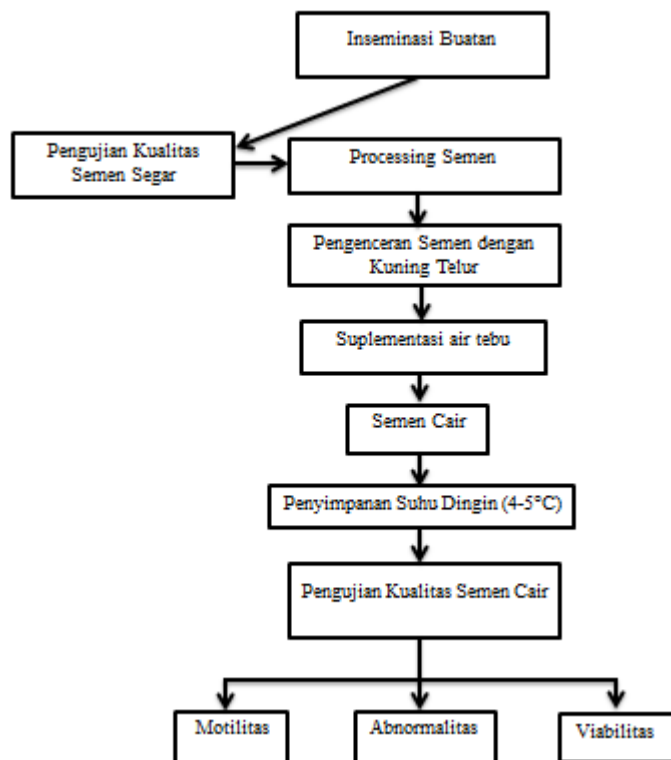 Inseminasi Buatan
Pengujian Kualitas
Semen Segar
Processing Semen
Pengenceran Semen dengan
Kuning Telur
Suplementasi air tebu
Semen Cair
Penyimpanan Suhu Dingin (4-5°C)
Pengujian Kualitas Semen Cair
Motilitas
Abnormalitas
Viabilitas